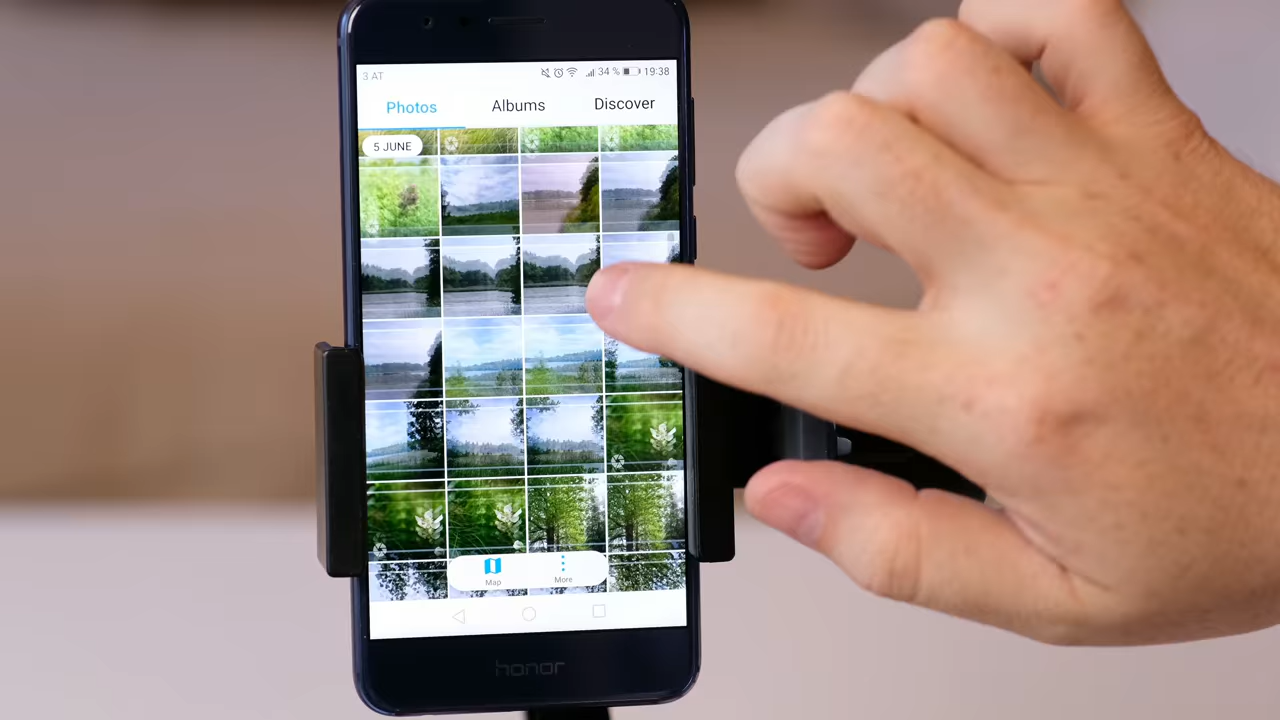 3 AT 34 % 19:38
Photos Albums Discover
5 JUNE
Map More
honor